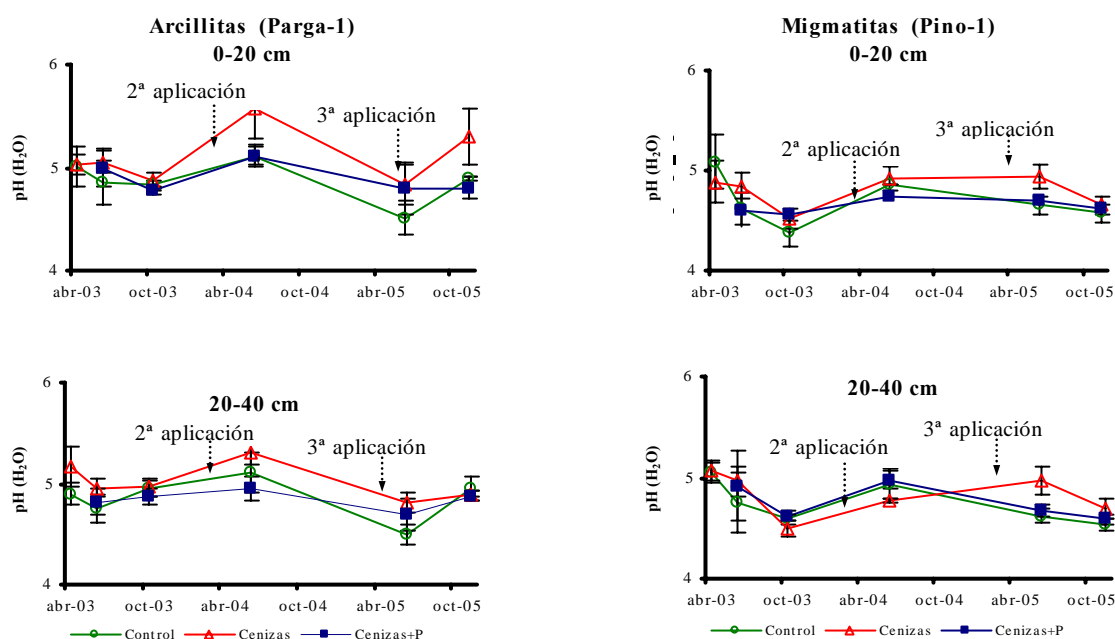 Arcillitas (Parga-1)
0-20 cm
6
5
4
pH (H₂O)
2ª aplicación
3ª aplicación
abr-03 oct-03 abr-04 oct-04 abr-05 oct-05
Migmatitas (Pino-1)
0-20 cm
6
5
4
pH (H₂O)
2ª aplicación
3ª aplicación
abr-03 oct-03 abr-04 oct-04 abr-05 oct-05
20-40 cm
6
5
4
pH (H₂O)
2ª aplicación
3ª aplicación
abr-03 oct-03 abr-04 oct-04 abr-05 oct-05
Control Cenizas Cenizas+P
20-40 cm
6
5
4
pH (H₂O)
2ª aplicación
3ª aplicación
abr-03 oct-03 abr-04 oct-04 abr-05 oct-05
Control Cenizas Cenizas+P